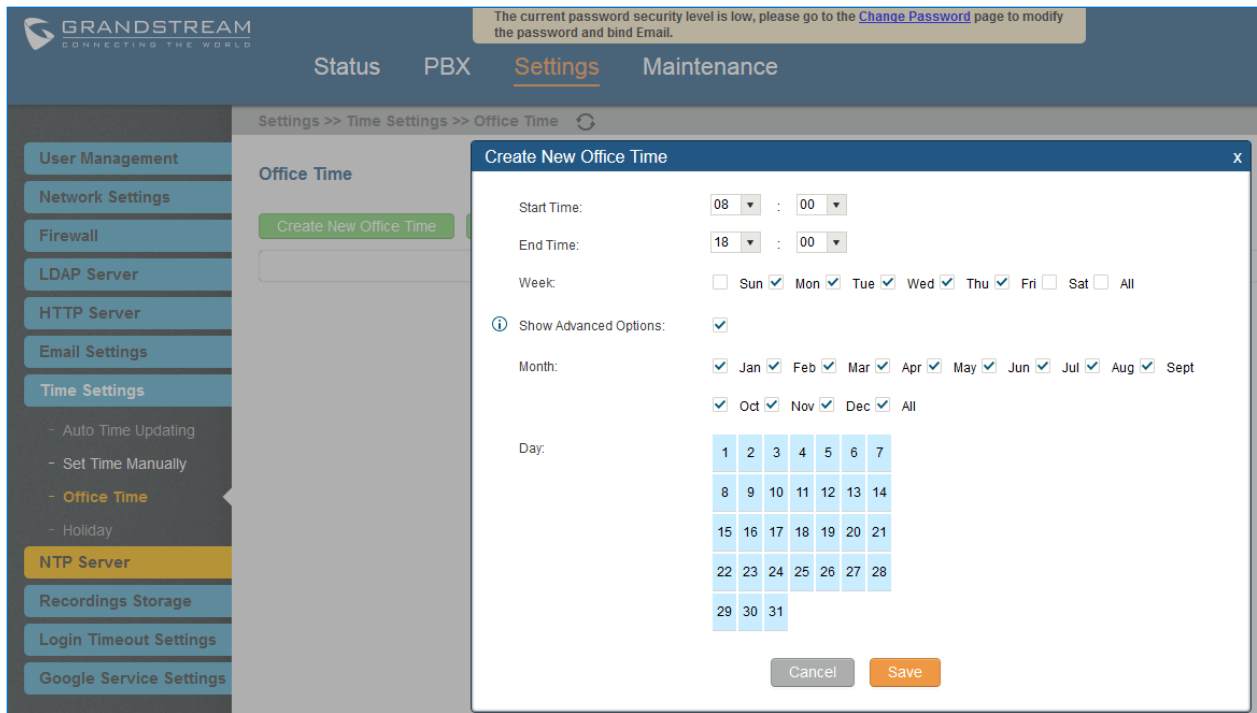 GRANDSTREAM
CONNECTING THE WORLD
The current password security level is low, please go to the Change Password page to modify
the password and bind Email.
Status PBX Settings Maintenance
Settings >> Time Settings >> Office Time
User Management
Network Settings
Firewall
LDAP Server
HTTP Server
Email Settings
Time Settings
- Auto Time Updating
- Set Time Manually
- Office Time
- Holiday
NTP Server
Recordings Storage
Login Timeout Settings
Google Service Settings
Office Time
Create New Office Time
Create New Office Time x
Start Time: 08 : 00
End Time: 18 : 00
Week: Sun Mon Tue Wed Thu Fri Sat All
Show Advanced Options:
Month: Jan Feb Mar Apr May Jun Jul Aug Sept
Oct Nov Dec All
Day: 1 2 3 4 5 6 7
8 9 10 11 12 13 14
15 16 17 18 19 20 21
22 23 24 25 26 27 28
29 30 31
Cancel Save